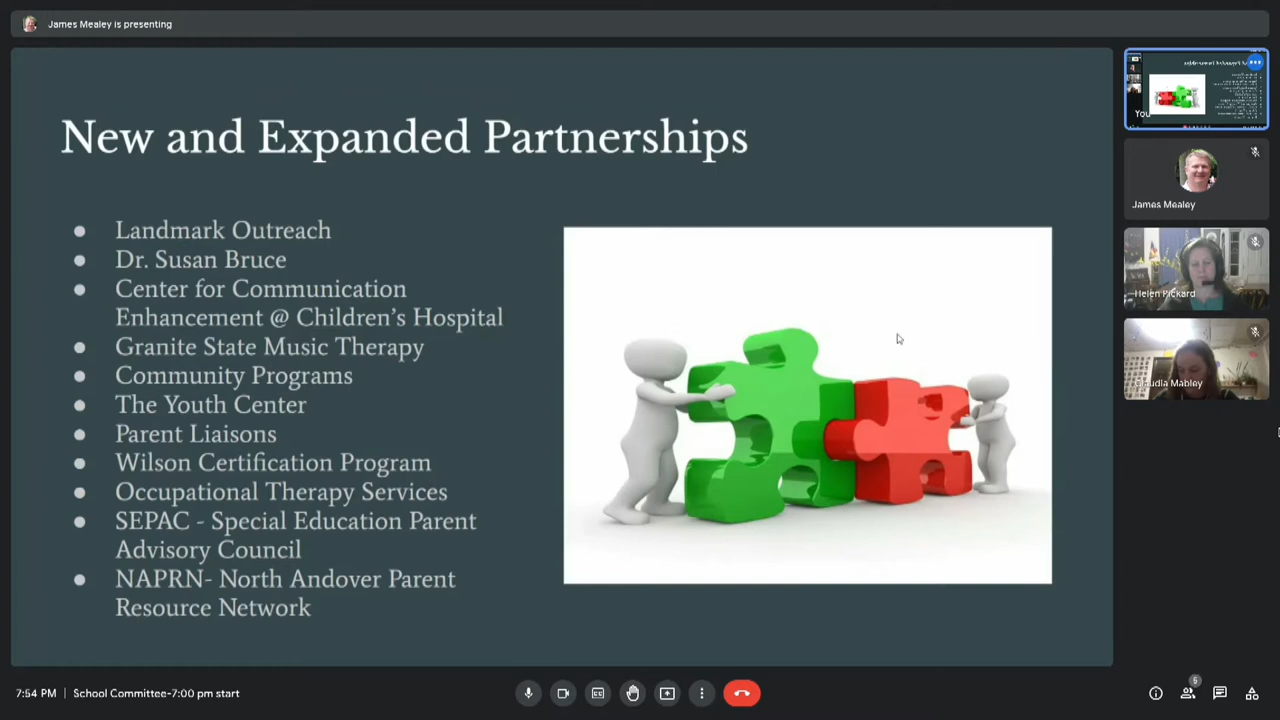 James Mealey is presenting
New and Expanded Partnerships
● Landmark Outreach
● Dr. Susan Bruce
● Center for Communication
Enhancement @ Children's Hospital
● Granite State Music Therapy
● Community Programs
● The Youth Center
● Parent Liaisons
● Wilson Certification Program
● Occupational Therapy Services
● SEPAC - Special Education Parent
Advisory Council
● NAPRN- North Andover Parent
Resource Network
You
James Mealey
Helen Pickard
Claudia Mabley
7:54 PM | School Committee-7:00 pm start
5